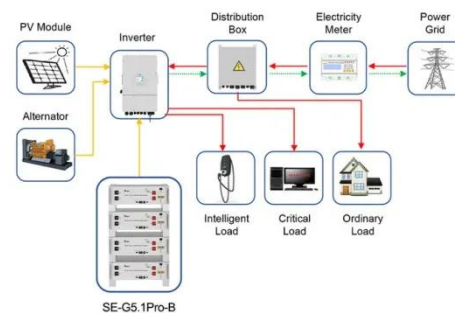 PV Module
Inverter
Distribution
Box
Electricity
Meter
Power
Grid
Alternator
Intelligent
Load
Critical
Load
Ordinary
Load
SE-G5.1Pro-B